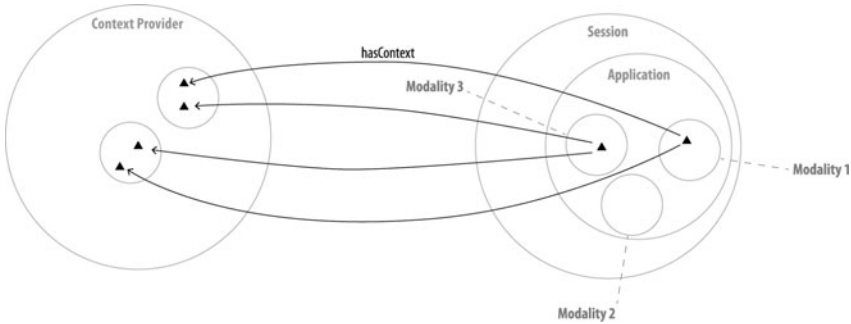 Context Provider
hasContext
Session
Application
Modality 3
Modality 1
Modality 2